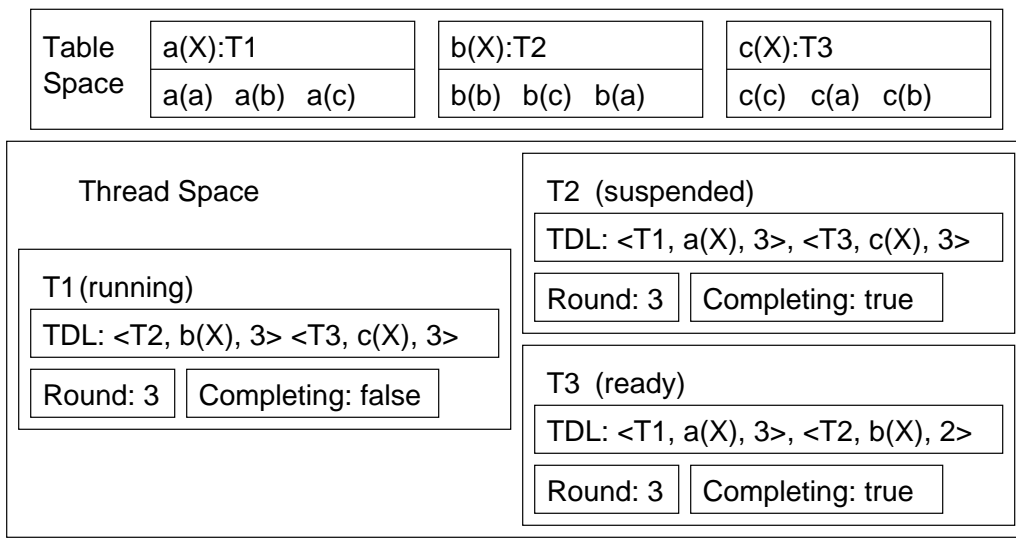 Table Space
a(X):T1
a(a) a(b) a(c)
b(X):T2
b(b) b(c) b(a)
c(X):T3
c(c) c(a) c(b)
Thread Space
T1 (running)
TDL: <T2, b(X), 3> <T3, c(X), 3>
Round: 3
Completing: false
T2 (suspended)
TDL: <T1, a(X), 3>, <T3, c(X), 3>
Round: 3
Completing: true
T3 (ready)
TDL: <T1, a(X), 3>, <T2, b(X), 2>
Round: 3
Completing: true